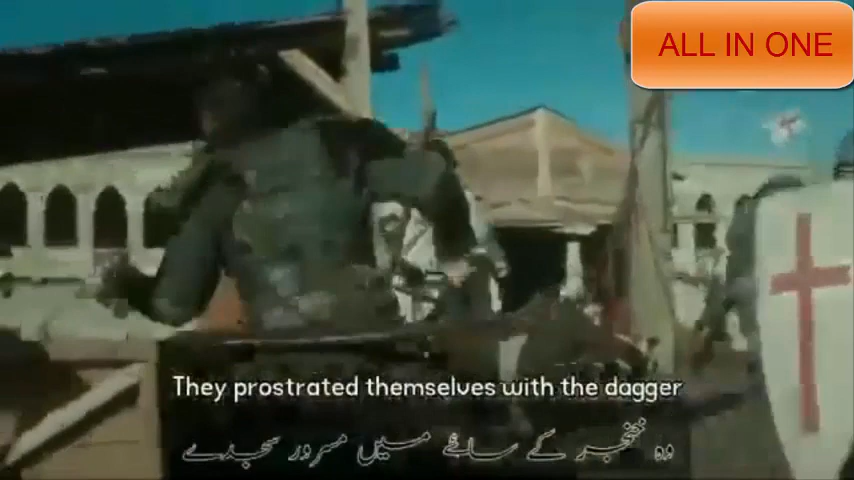 ALL IN ONE
They prostrated themselves with the dagger
وہ خنجر کے سائے میں مسرور سجدے